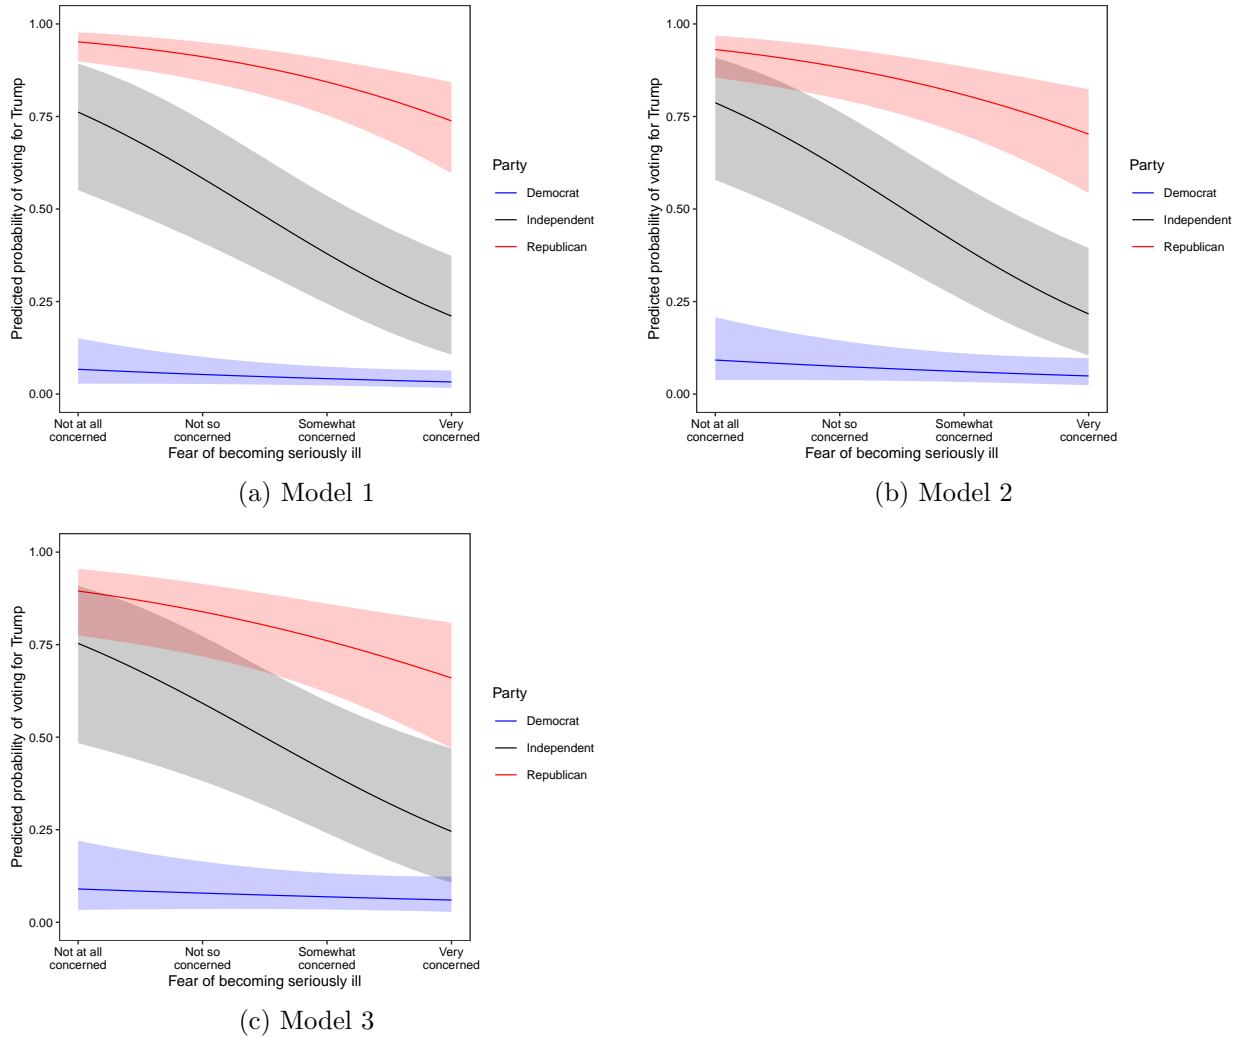 Predicted probability of voting for Trump
1.00
0.75
0.50
0.25
0.00
Not at all
concerned
Not so
concerned
Somewhat
concerned
Very
concerned
Fear of becoming seriously ill
Party
Democrat
Independent
Republican
(a) Model 1
Predicted probability of voting for Trump
1.00
0.75
0.50
0.25
0.00
Not at all
concerned
Not so
concerned
Somewhat
concerned
Very
concerned
Fear of becoming seriously ill
Party
Democrat
Independent
Republican
(b) Model 2
Predicted probability of voting for Trump
1.00
0.75
0.50
0.25
0.00
Not at all
concerned
Not so
concerned
Somewhat
concerned
Very
concerned
Fear of becoming seriously ill
Party
Democrat
Independent
Republican
(c) Model 3